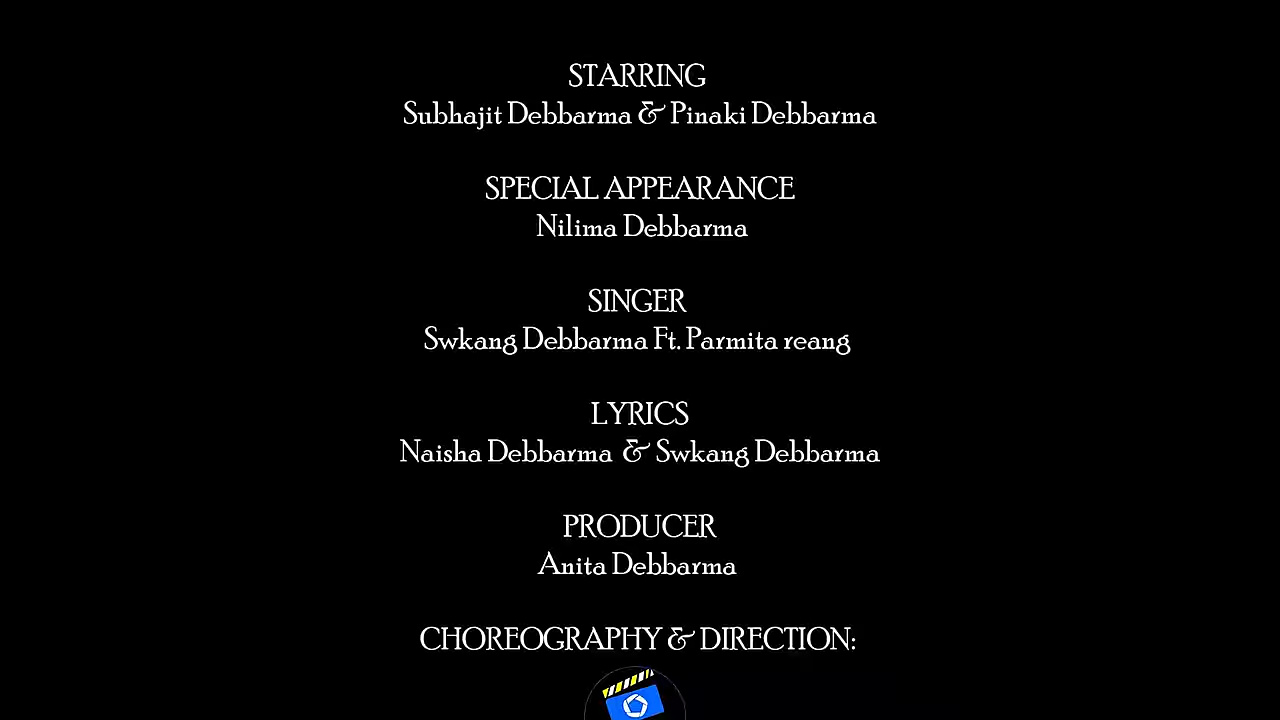 STARRING
Subhajit Debbarma & Pinaki Debbarma
SPECIAL APPEARANCE
Nilima Debbarma
SINGER
Swkang Debbarma Ft. Parmita reang
LYRICS
Naisha Debbarma & Swkang Debbarma
PRODUCER
Anita Debbarma
CHOREOGRAPHY & DIRECTION: